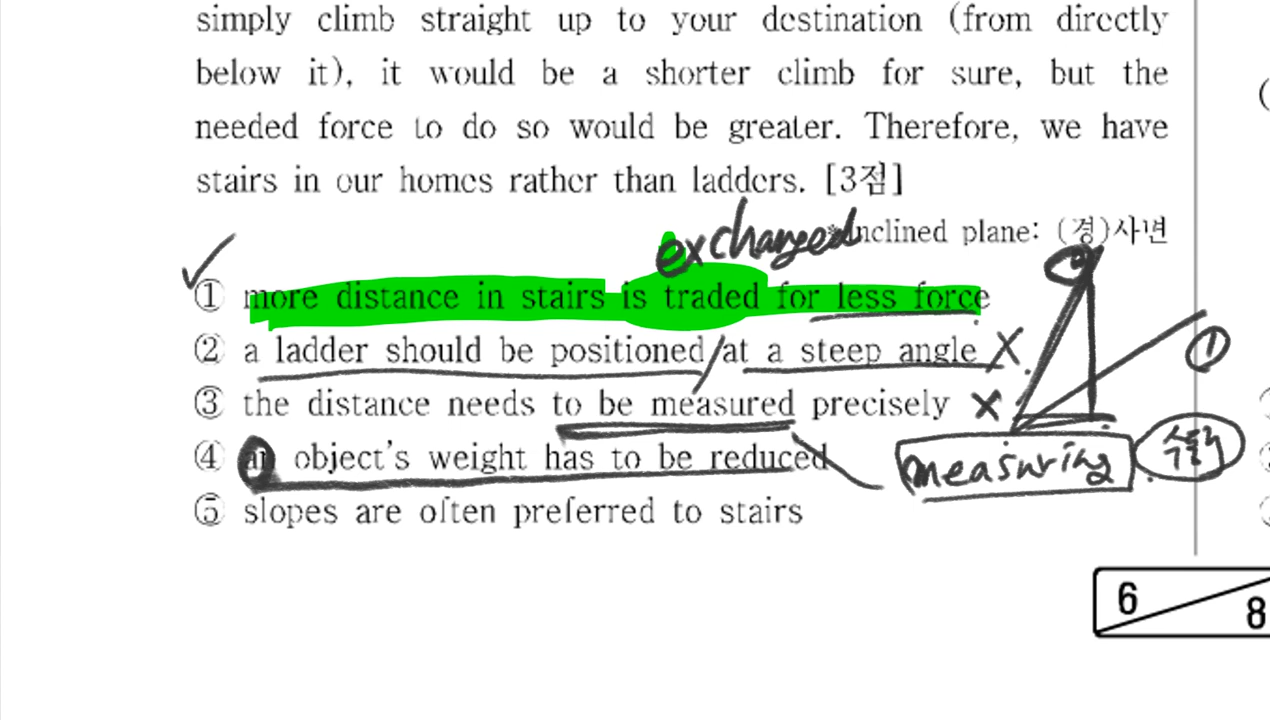 simply climb straight up to your destination (from directly
below it), it would be a shorter climb for sure, but the
needed force to do so would be greater. Therefore, we have
stairs in our homes rather than ladders. [3점]
exchanged
*inclined plane: (경)사변
① more distance in stairs is traded for less force
② a ladder should be positioned/at a steep angle X
①
③ the distance needs to be measured precisely X
④ an object's weight has to be reduced
measuring
⑤ slopes are often preferred to stairs
6
8